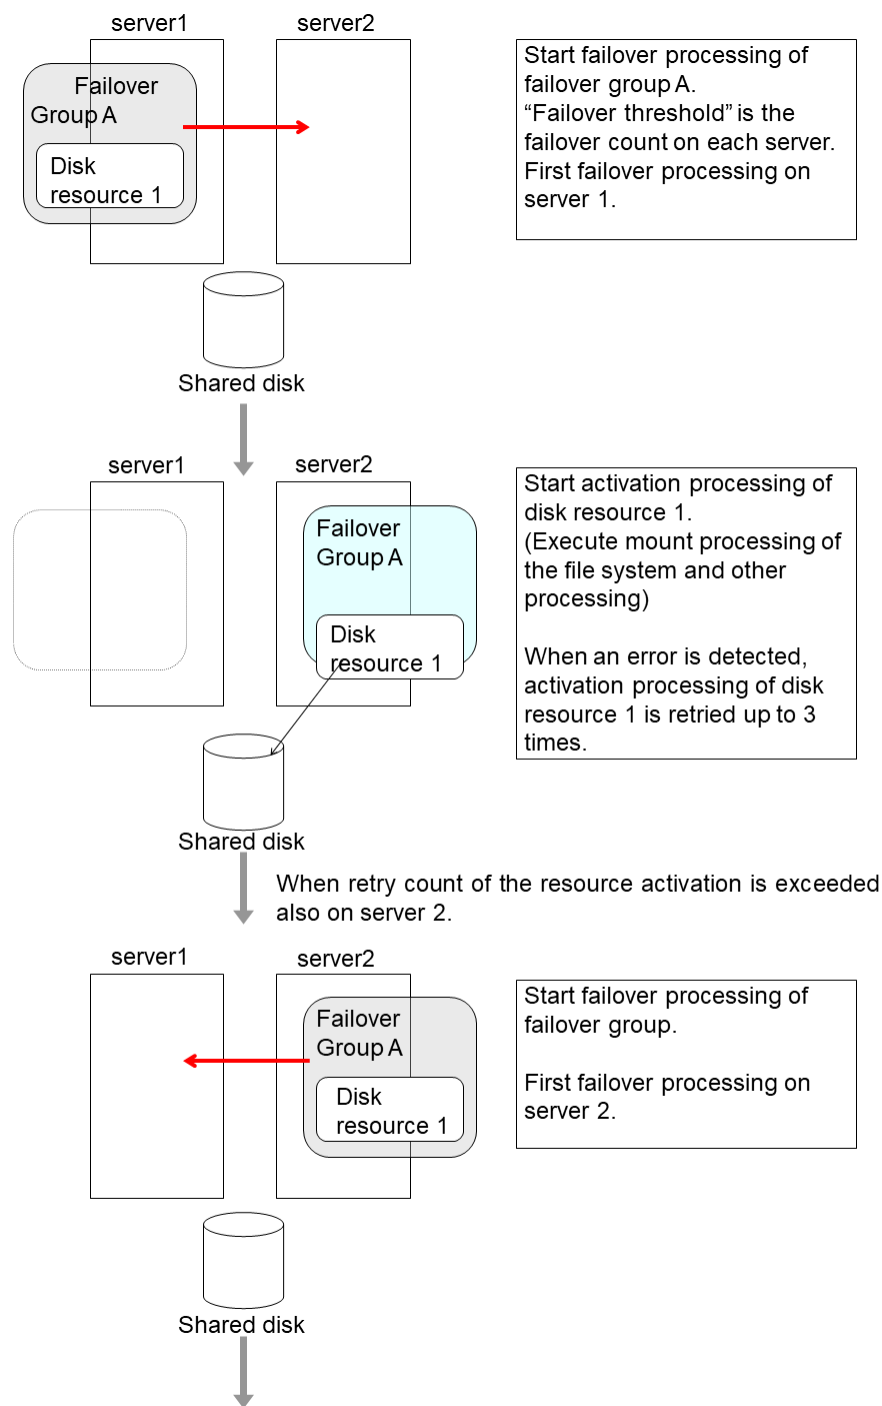 server1
server2
Failover
Group A
Disk
resource 1
Start failover processing of
failover group A.
“Failover threshold” is the
failover count on each server.
First failover processing on
server 1.
Shared disk
server1
server2
Failover
Group A
Disk
resource 1
Start activation processing of
disk resource 1.
(Execute mount processing of
the file system and other
processing)
When an error is detected,
activation processing of disk
resource 1 is retried up to 3
times.
Shared disk
When retry count of the resource activation is exceeded
also on server 2.
server1
server2
Failover
Group A
Disk
resource 1
Start failover processing of
failover group.
First failover processing on
server 2.
Shared disk